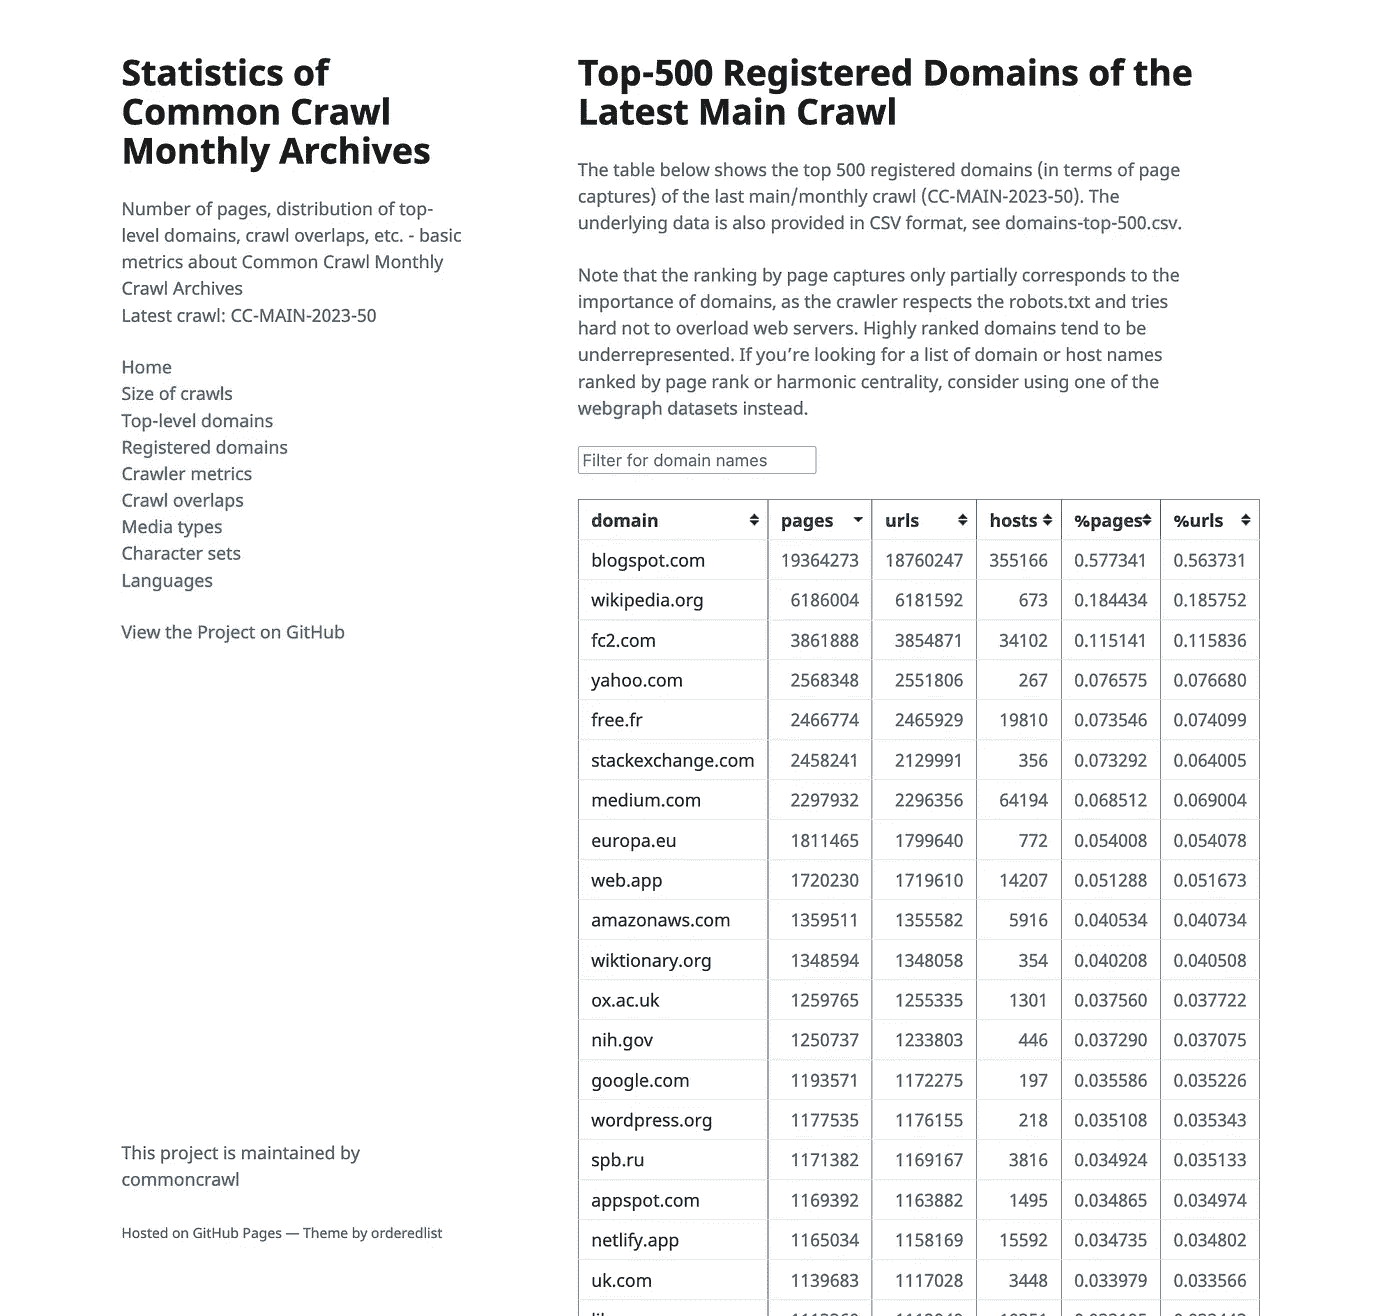 Statistics of
Common Crawl
Monthly Archives
Number of pages, distribution of top-
level domains, crawl overlaps, etc. - basic
metrics about Common Crawl Monthly
Crawl Archives
Latest crawl: CC-MAIN-2023-50
Home
Size of crawls
Top-level domains
Registered domains
Crawler metrics
Crawl overlaps
Media types
Character sets
Languages
View the Project on GitHub
This project is maintained by
commoncrawl
Hosted on GitHub Pages — Theme by orderedlist
Top-500 Registered Domains of the
Latest Main Crawl
The table below shows the top 500 registered domains (in terms of page
captures) of the last main/monthly crawl (CC-MAIN-2023-50). The
underlying data is also provided in CSV format, see domains-top-500.csv.
Note that the ranking by page captures only partially corresponds to the
importance of domains, as the crawler respects the robots.txt and tries
hard not to overload web servers. Highly ranked domains tend to be
underrepresented. If you’re looking for a list of domain or host names
ranked by page rank or harmonic centrality, consider using one of the
webgraph datasets instead.
Filter for domain names
domain pages urls hosts %pages %urls
blogspot.com 19364273 18760247 355166 0.577341 0.563731
wikipedia.org 6186004 6181592 673 0.184434 0.185752
fc2.com 3861888 3854871 34102 0.115141 0.115836
yahoo.com 2568348 2551806 267 0.076575 0.076680
free.fr 2466774 2465929 19810 0.073546 0.074099
stackexchange.com 2458241 2129991 356 0.073292 0.064005
medium.com 2297932 2296356 64194 0.068512 0.069004
europa.eu 1811465 1799640 772 0.054008 0.054078
web.app 1720230 1719610 14207 0.051288 0.051673
amazonaws.com 1359511 1355582 5916 0.040534 0.040734
wiktionary.org 1348594 1348058 354 0.040208 0.040508
ox.ac.uk 1259765 1255335 1301 0.037560 0.037722
nih.gov 1250737 1233803 446 0.037290 0.037075
google.com 1193571 1172275 197 0.035586 0.035226
wordpress.org 1177535 1176155 218 0.035108 0.035343
spb.ru 1171382 1169167 3816 0.034924 0.035133
appspot.com 1169392 1163882 1495 0.034865 0.034974
netlify.app 1165034 1158169 15592 0.034735 0.034802
uk.com 1139683 1117028 3448 0.033979 0.033566